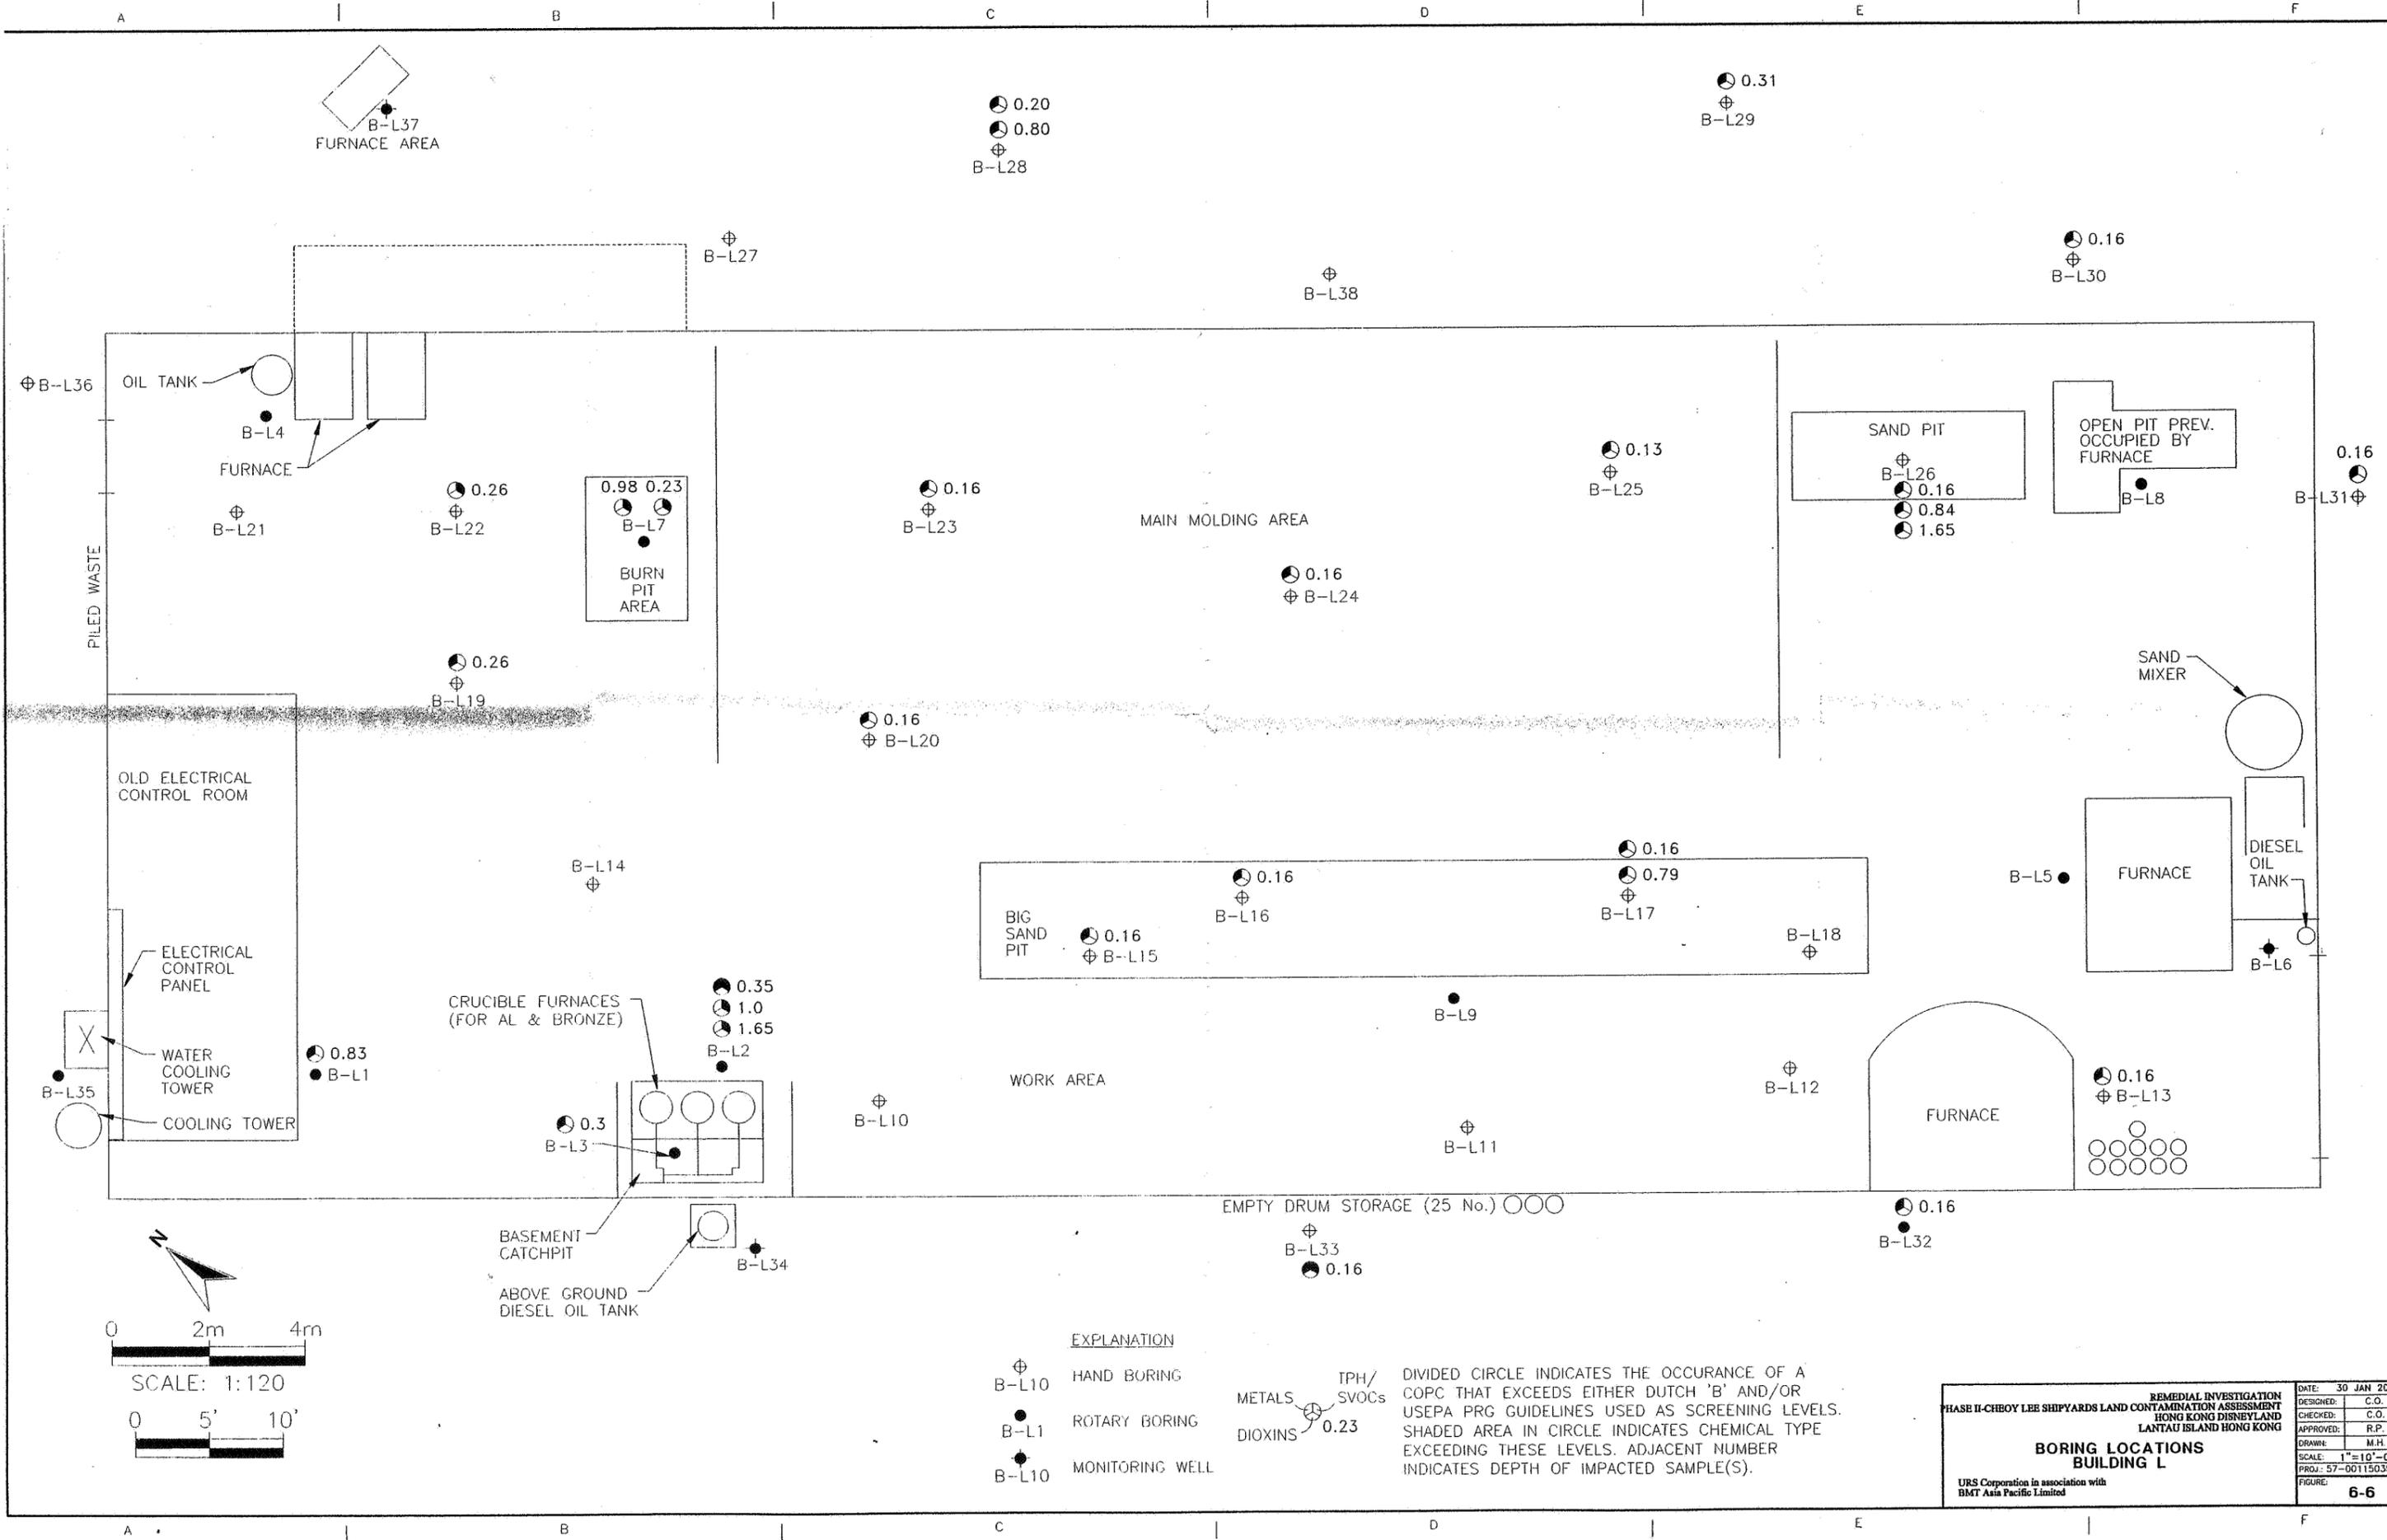 A B C D E F
0.31
B-L29
0.20
0.80
B-L28
B-L37
FURNACE AREA
B-L27
B-L38
0.16
B-L30
B-L36
OIL TANK
B-L4
FURNACE
B-L21
0.26
B-L22
0.98 0.23
B-L7
BURN
PIT
AREA
0.16
B-L23
MAIN MOLDING AREA
0.16
B-L24
0.13
B-L25
SAND PIT
B-L26
0.16
0.84
1.65
OPEN PIT PREV.
OCCUPIED BY
FURNACE
B-L8
0.16
B-L31
PILED WASTE
0.26
B-L19
0.16
B-L20
SAND
MIXER
OLD ELECTRICAL
CONTROL ROOM
B-L14
0.16
0.79
B-L17
0.16
B-L16
BIG
SAND
PIT
0.16
B-L15
B-L18
B-L5
FURNACE
DIESEL
OIL
TANK
B-L6
ELECTRICAL
CONTROL
PANEL
WATER
COOLING
TOWER
COOLING TOWER
B-L35
0.83
B-L1
CRUCIBLE FURNACES
(FOR AL & BRONZE)
0.35
1.0
1.65
B-L2
0.3
B-L3
B-L10
WORK AREA
B-L9
B-L11
B-L12
FURNACE
0.16
B-L13
BASEMENT
CATCHPIT
ABOVE GROUND
DIESEL OIL TANK
B-L34
EMPTY DRUM STORAGE (25 No.)
B-L33
0.16
0.16
B-L32
N
0 2m 4m
SCALE: 1:120
0 5' 10'
EXPLANATION
B-L10 HAND BORING
B-L1 ROTARY BORING
B-L10 MONITORING WELL
METALS
TPH/
SVOCs
DIOXINS
0.23
DIVIDED CIRCLE INDICATES THE OCCURANCE OF A
COPC THAT EXCEEDS EITHER DUTCH 'B' AND/OR
USEPA PRG GUIDELINES USED AS SCREENING LEVELS.
SHADED AREA IN CIRCLE INDICATES CHEMICAL TYPE
EXCEEDING THESE LEVELS. ADJACENT NUMBER
INDICATES DEPTH OF IMPACTED SAMPLE(S).
REMEDIAL INVESTIGATION
PHASE II-CHEOY LEE SHIPYARDS LAND CONTAMINATION ASSESSMENT
HONG KONG DISNEYLAND
LANTAU ISLAND HONG KONG
BORING LOCATIONS
BUILDING L
URS Corporation in association with
BMT Asia Pacific Limited
DATE: 30 JAN
DESIGNED: C.O.
CHECKED: C.O.
APPROVED: R.P.
DRAWN: M.H.
SCALE: 1"=10'
PROJ.:
FIGURE:
6-6
A B C D E F